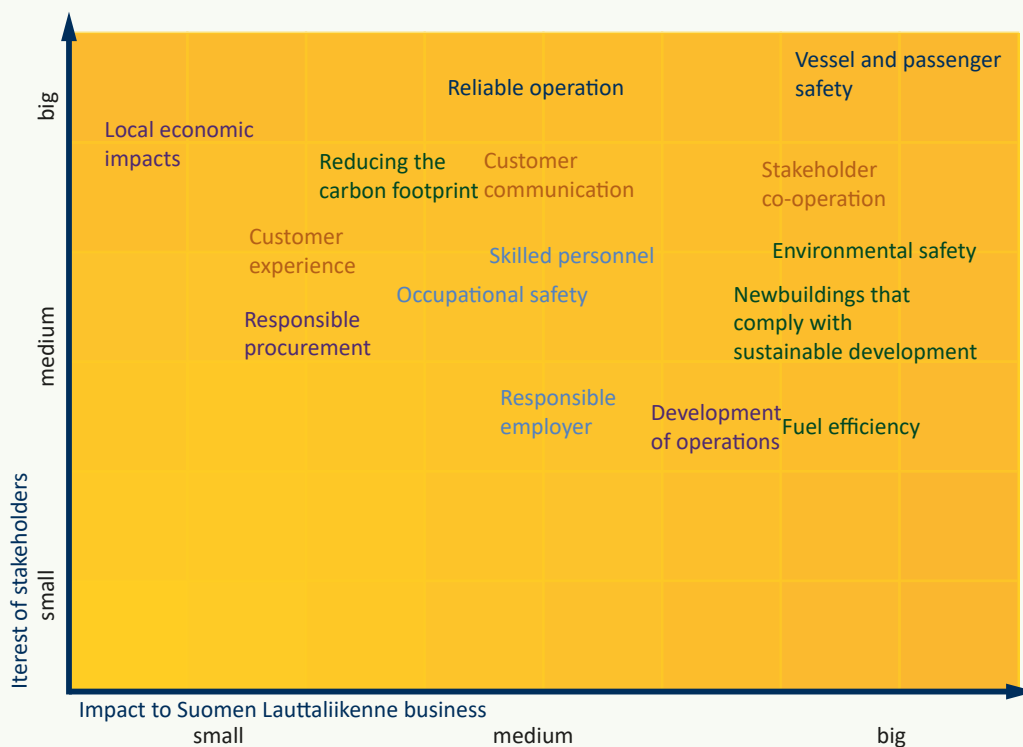 Vessel and passenger
safety
Reliable operation
big
Local economic
impacts
Reducing the
carbon footprint
Customer
communication
Stakeholder
co-operation
Customer
experience
Skilled personnel
Environmental safety
Occupational safety
Newbuildings that
comply with
sustainable development
Responsible
procurement
medium
Responsible
employer
Development
of operations
Fuel efficiency
Iterest of stakeholders
small
Impact to Suomen Lauttaliikenne business
small
medium
big